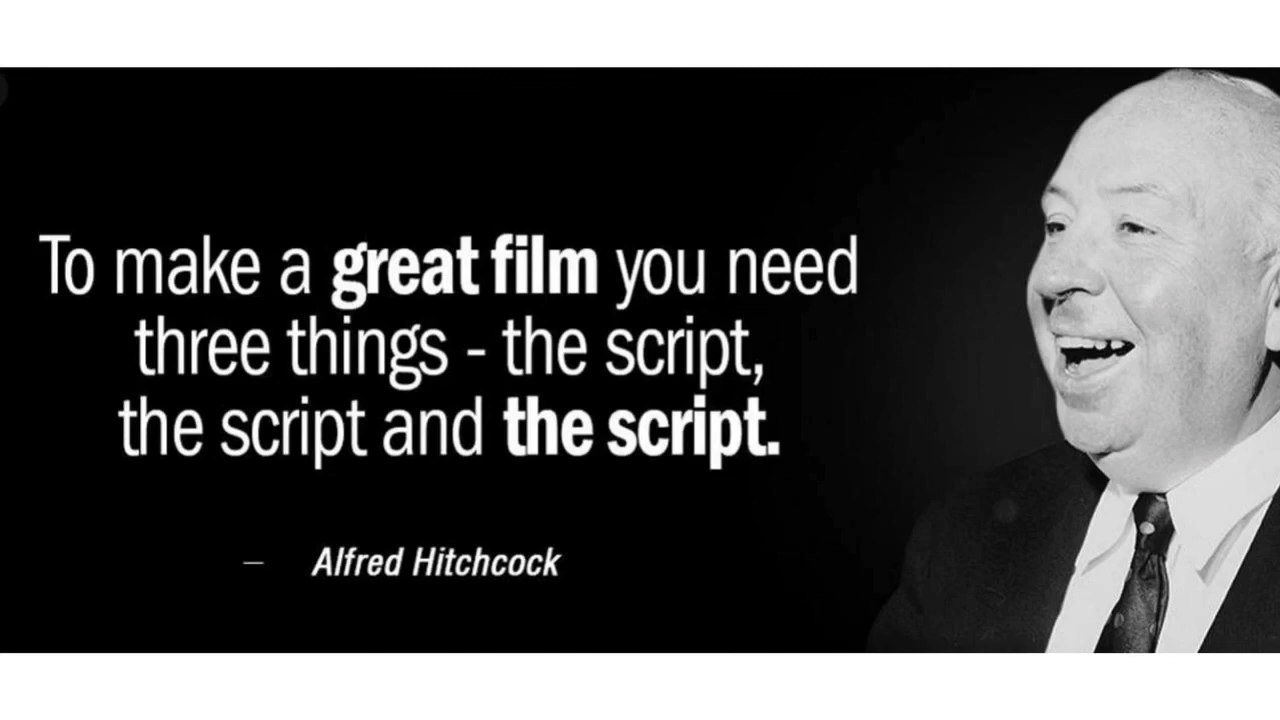 To make a great film you need
three things - the script,
the script and the script.
— Alfred Hitchcock